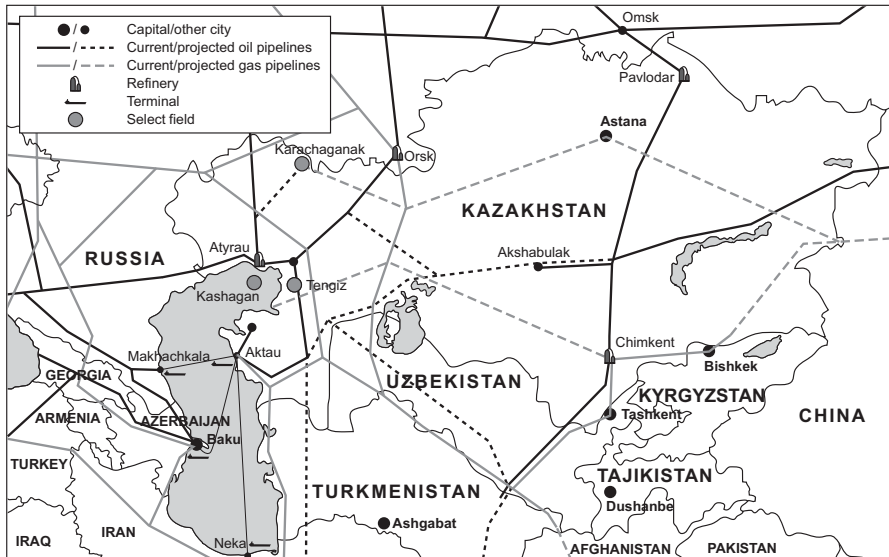 ● / • Capital/other city
Current/projected oil pipelines
Current/projected gas pipelines
Refinery
Terminal
Select field
Omsk
Pavlodar
Astana
Karachaganak
Orsk
KAZAKHSTAN
RUSSIA
Atyrau
Akshabulak
Kashagan
Tengiz
Makhachkala
Aktau
Chimkent
Bishkek
GEORGIA
UZBEKISTAN
KYRGYZSTAN
ARMENIA
AZERBAIJAN
Tashkent
CHINA
Baku
TURKEY
TAJIKISTAN
TURKMENISTAN
Dushanbe
Ashgabat
IRAQ
IRAN
Neka
AFGHANISTAN
PAKISTAN